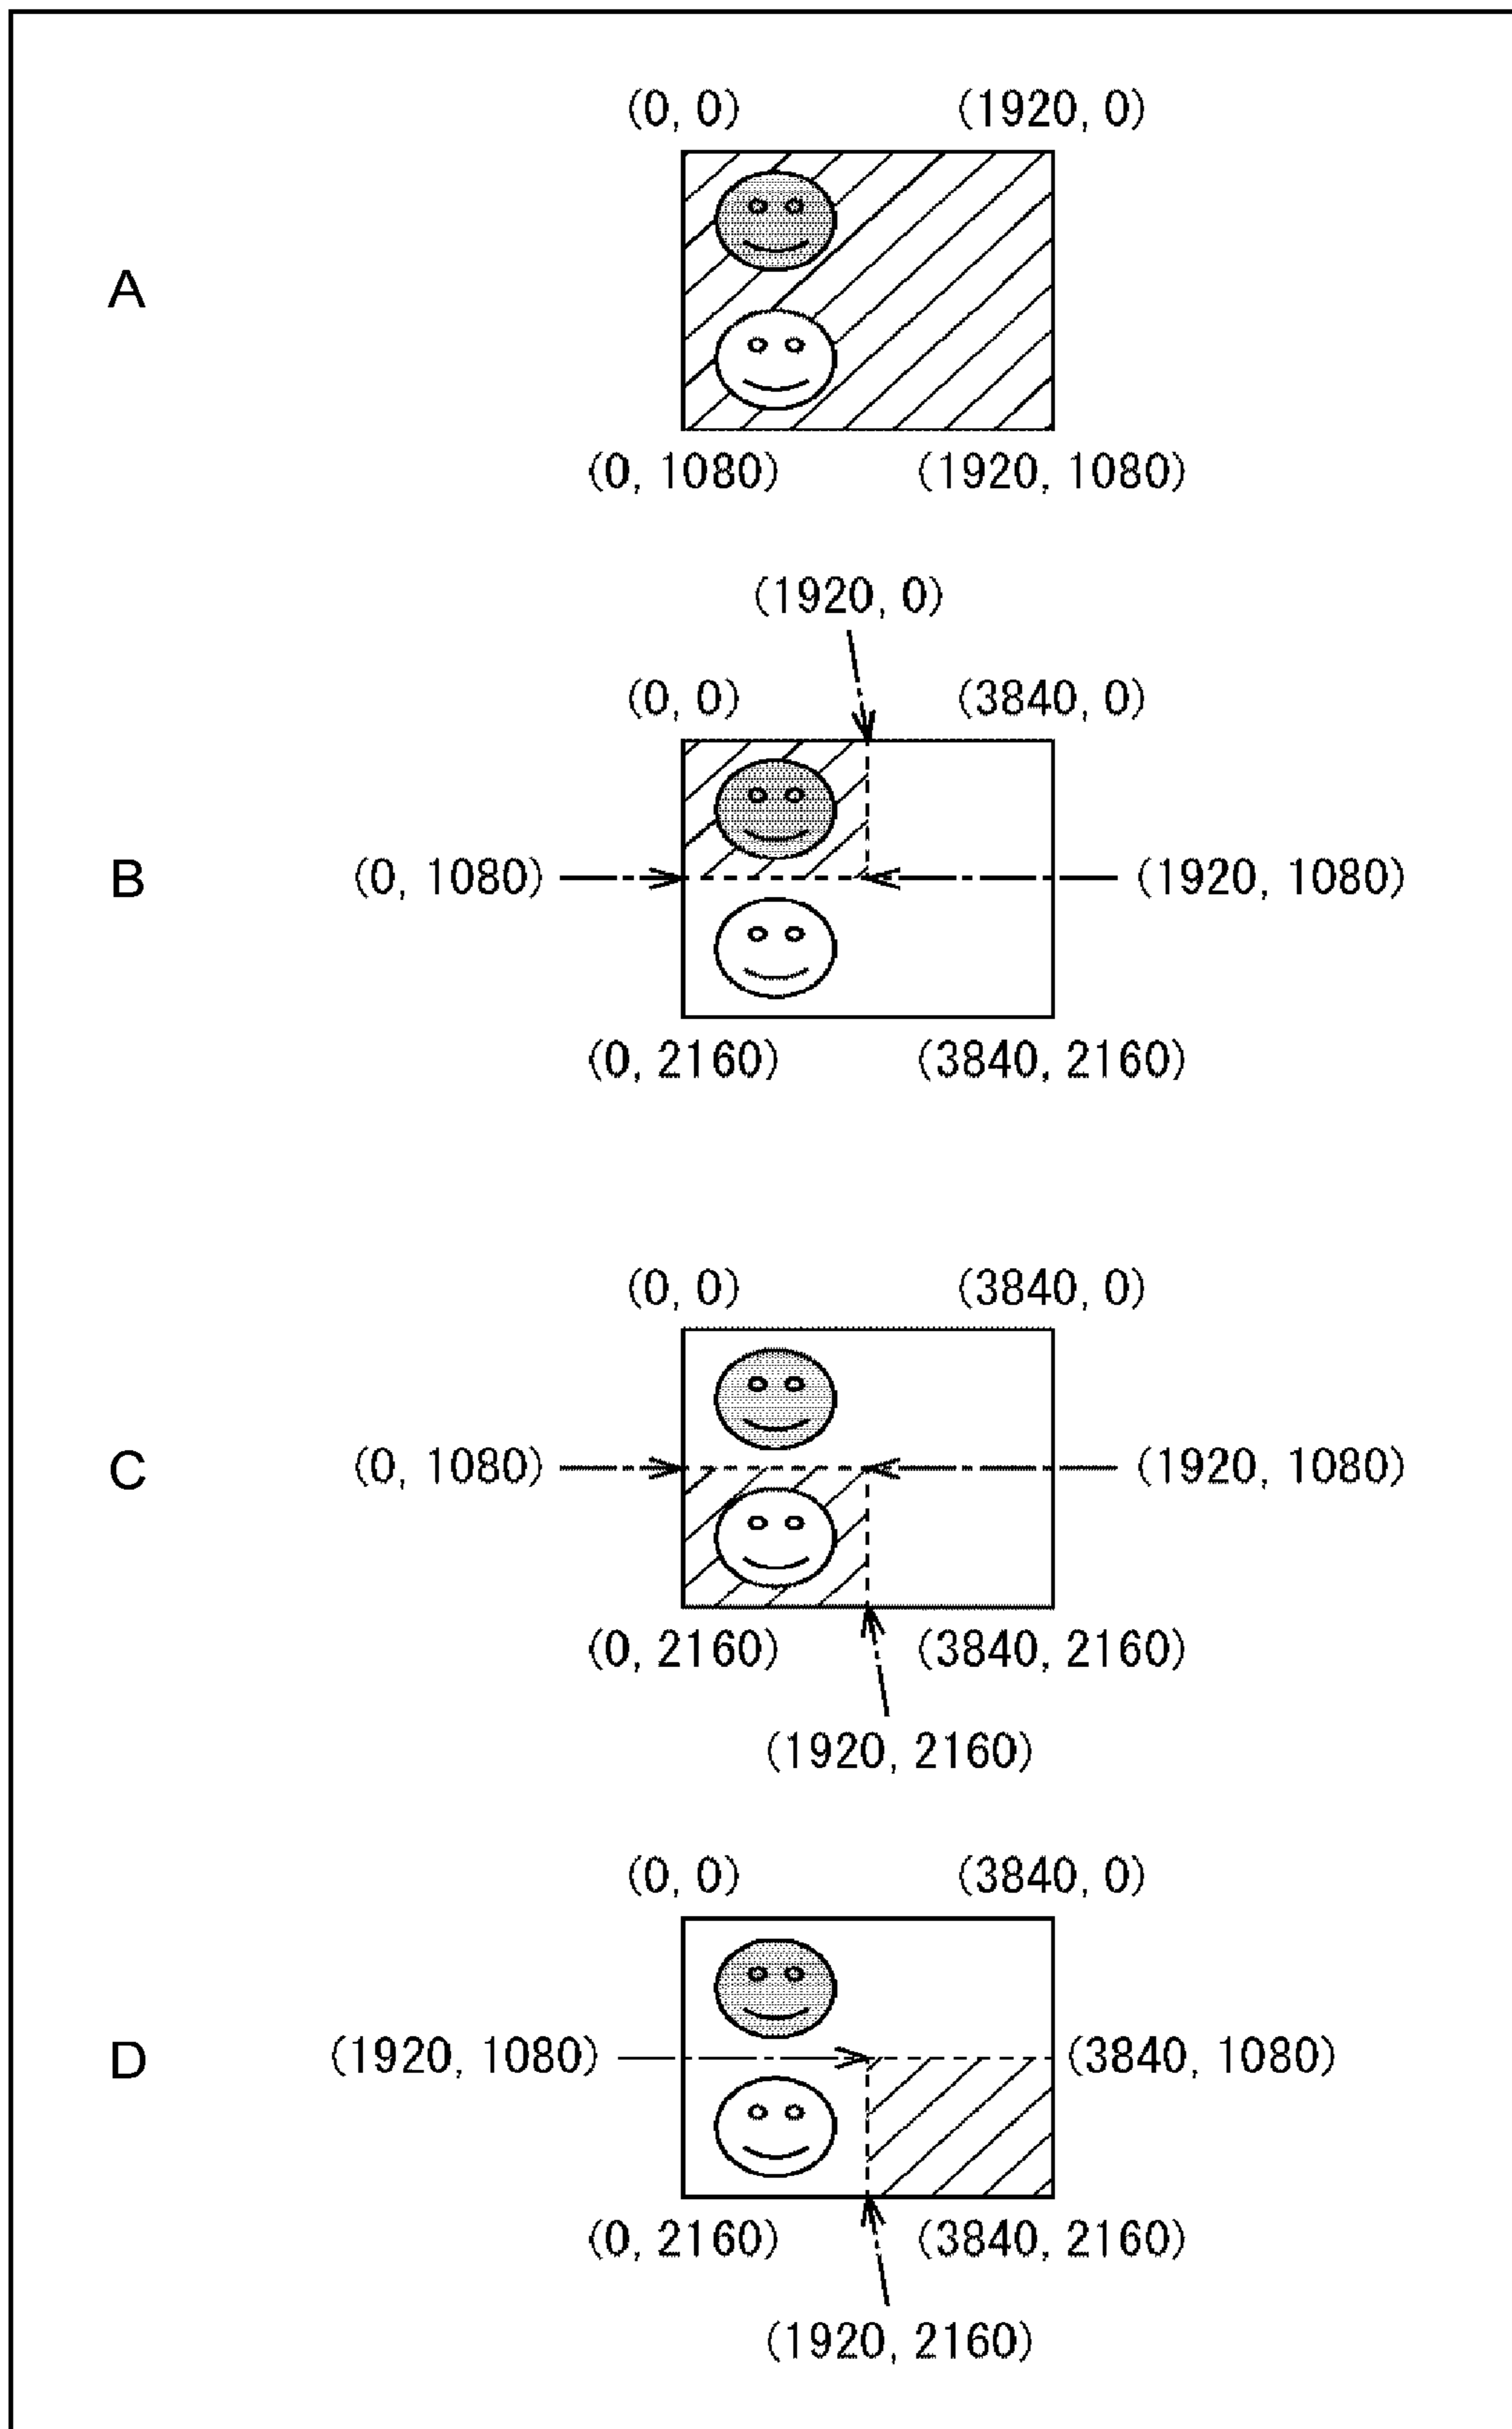 (0, 0) (1920, 0)
A
(0, 1080) (1920, 1080)
(1920, 0)
(0, 0) (3840, 0)
B (0, 1080) (1920, 1080)
(0, 2160) (3840, 2160)
(0, 0) (3840, 0)
C (0, 1080) (1920, 1080)
(0, 2160) (3840, 2160)
(1920, 2160)
(0, 0) (3840, 0)
D (1920, 1080) (3840, 1080)
(0, 2160) (3840, 2160)
(1920, 2160)